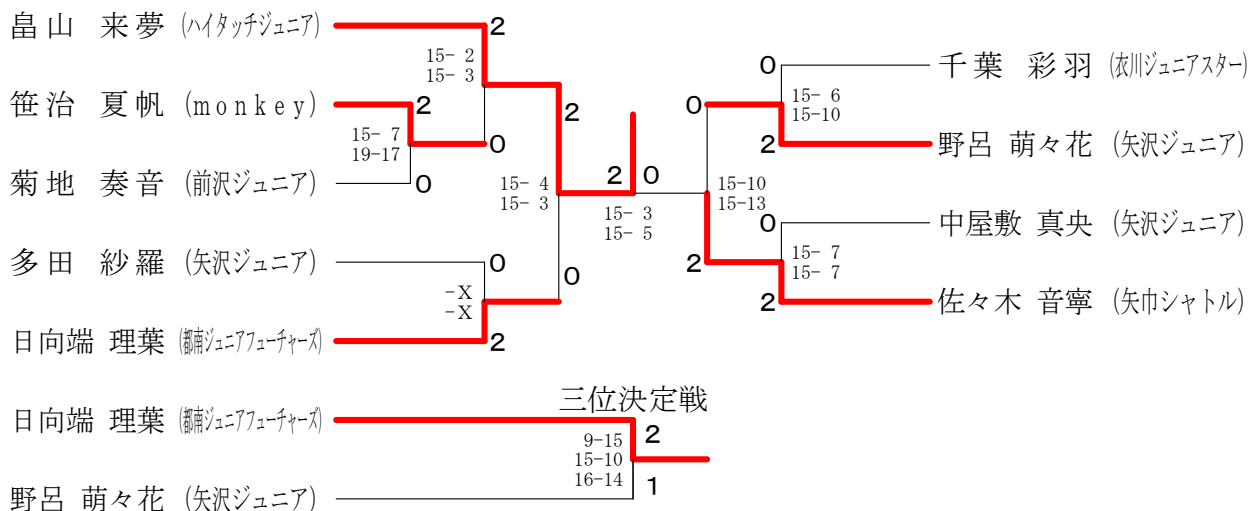 畠山 来夢 (ハイタッチジュニア)
2
15- 2
15- 3
笹治 夏帆 (monkey)
2
15- 7
19-17
0
菊地 奏音 (前沢ジュニア)
0
2
15- 4
15- 3
多田 紗羅 (矢沢ジュニア)
0
-X
-X
0
日向端 理葉 (都南ジュニアフューチャーズ)
2
2 0
15- 3
15- 5
0 千葉 彩羽 (衣川ジュニアスター)
15- 6
15-10
0
2 野呂 萌々花 (矢沢ジュニア)
15-10
15-13
0 中屋敷 真央 (矢沢ジュニア)
15- 7
15- 7
2
2 佐々木 音寧 (矢巾シャトル)
三位決定戦
日向端 理葉 (都南ジュニアフューチャーズ)
2
9-15
15-10
16-14
1
野呂 萌々花 (矢沢ジュニア)